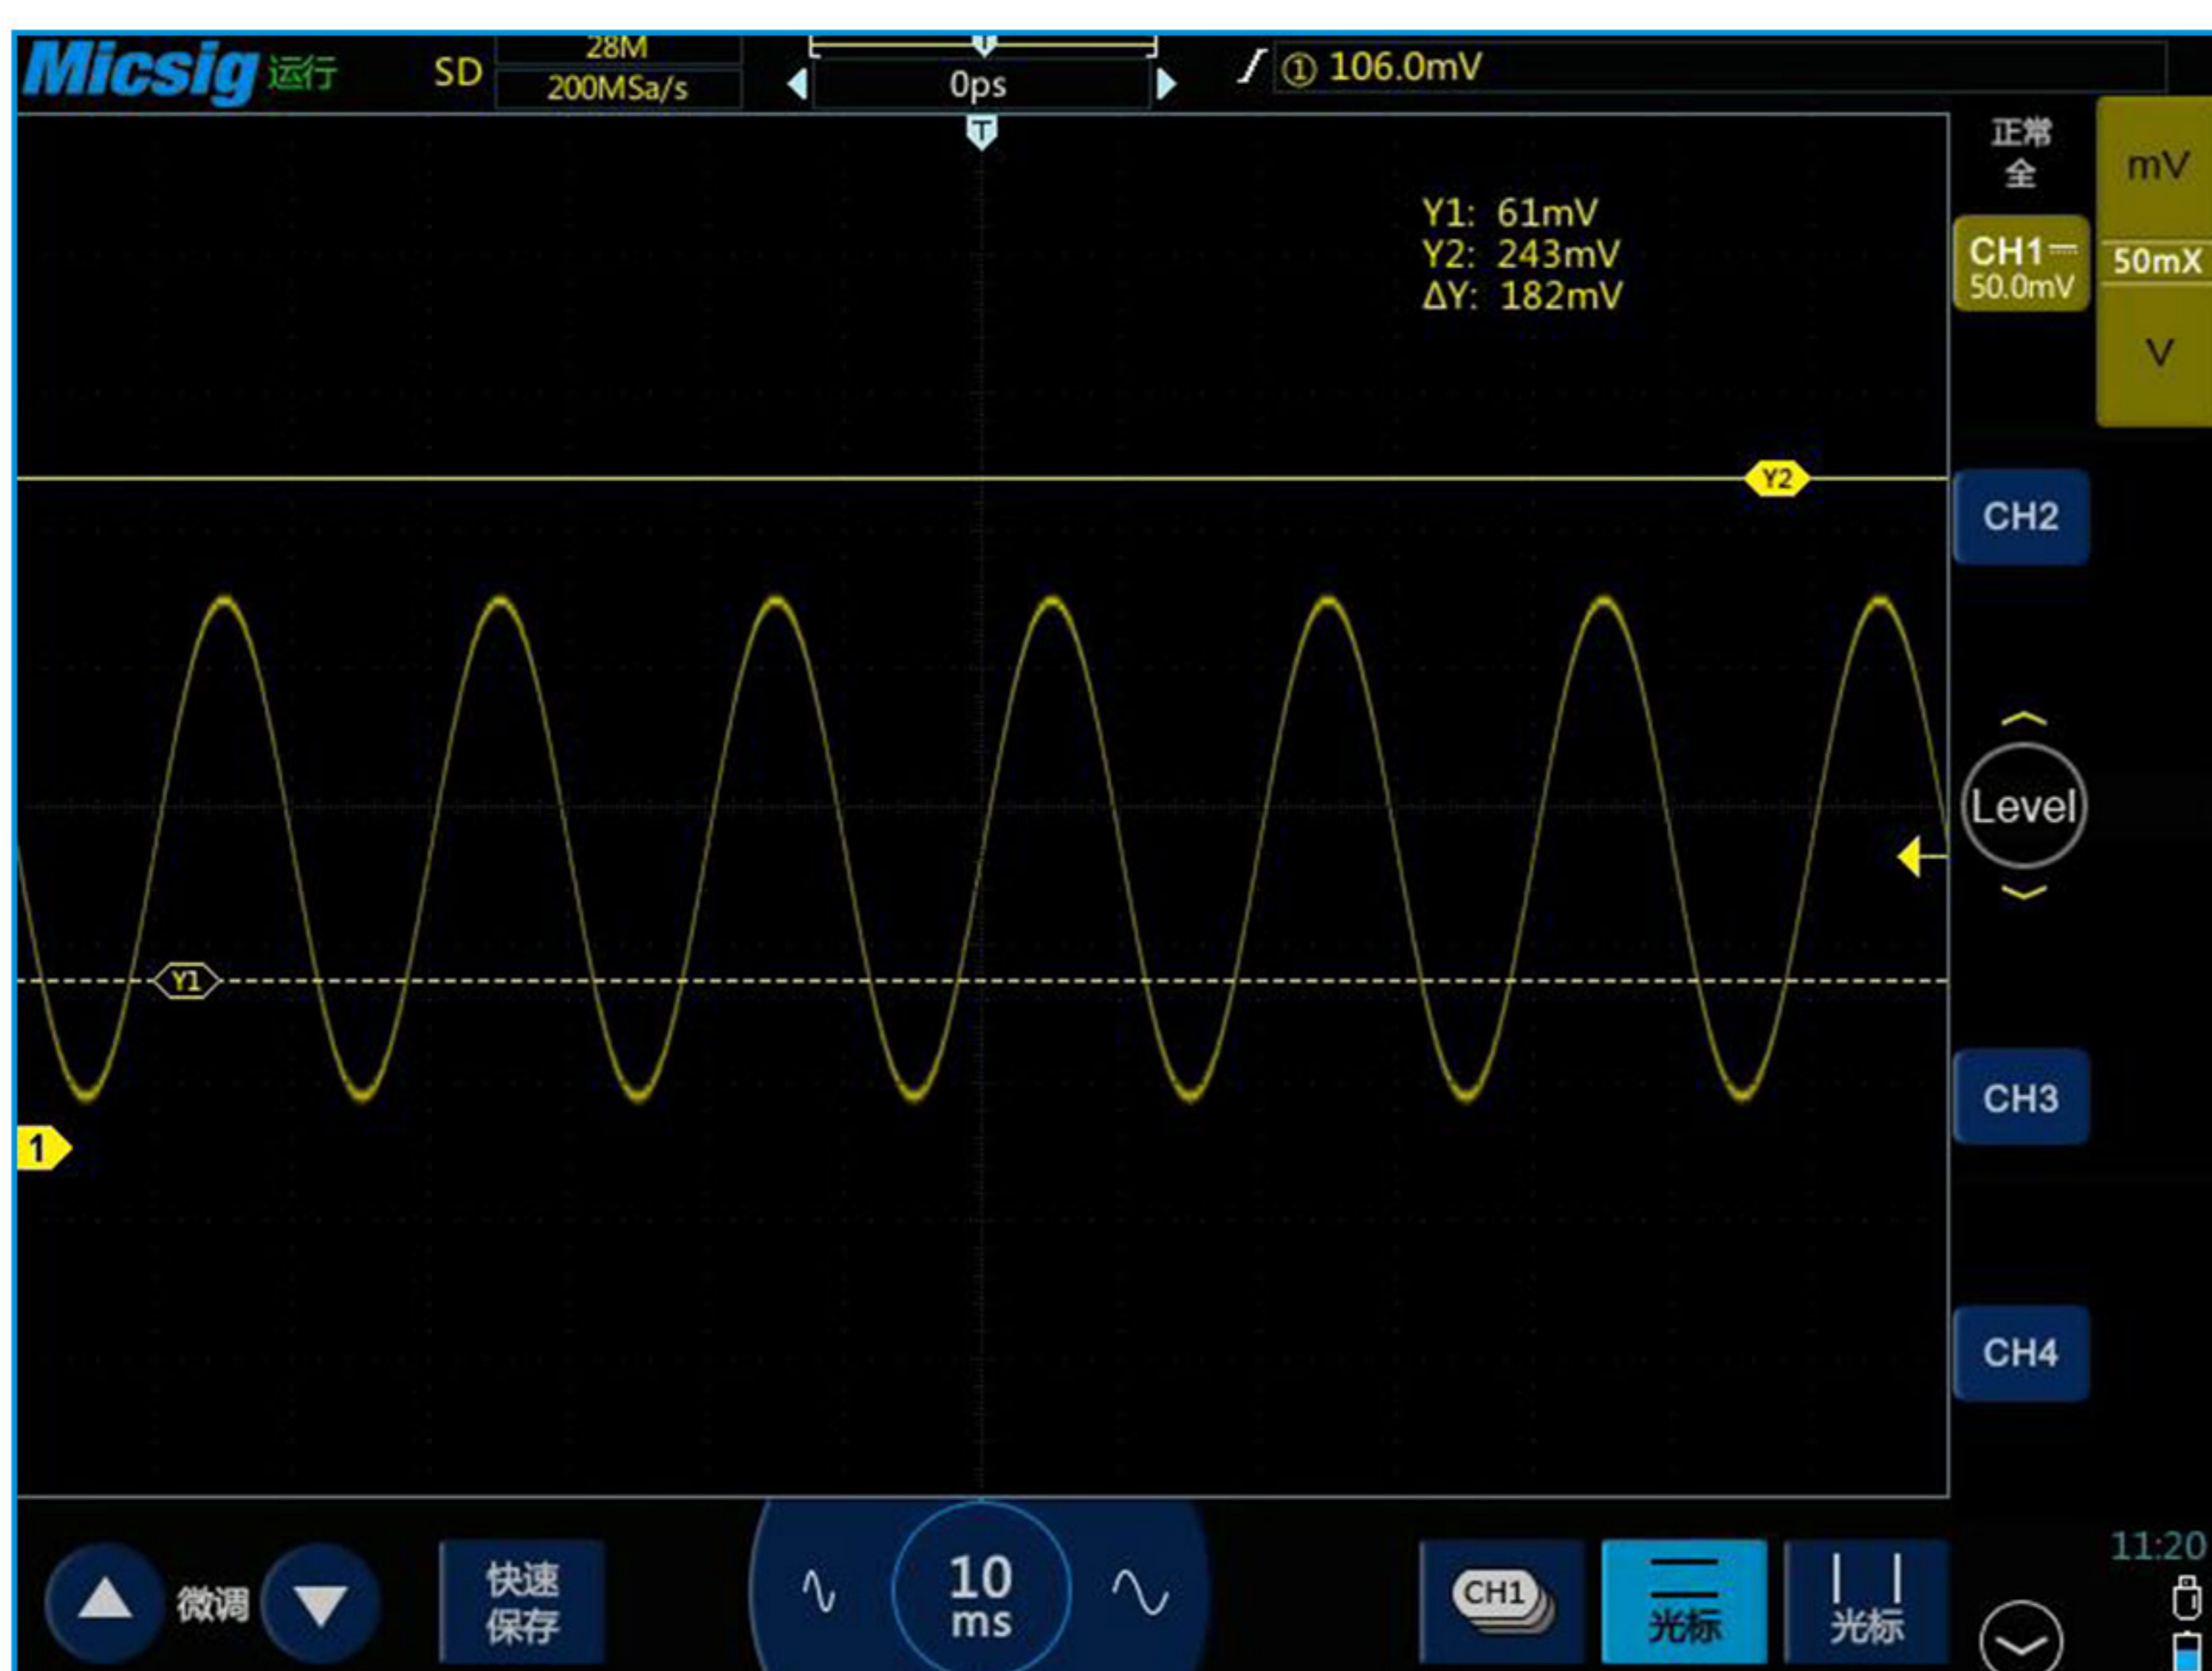 Micsig 运行 SD 28M
200MSa/s
T
0ps
① 106.0mV
T
正常
全
mV
Y1: 61mV
Y2: 243mV
ΔY: 182mV
CH1
50.0mV
50mX
V
Y2
CH2
Level
Y1
CH3
1
CH4
微调
快速
保存
10
ms
CH1
光标
光标
11:20